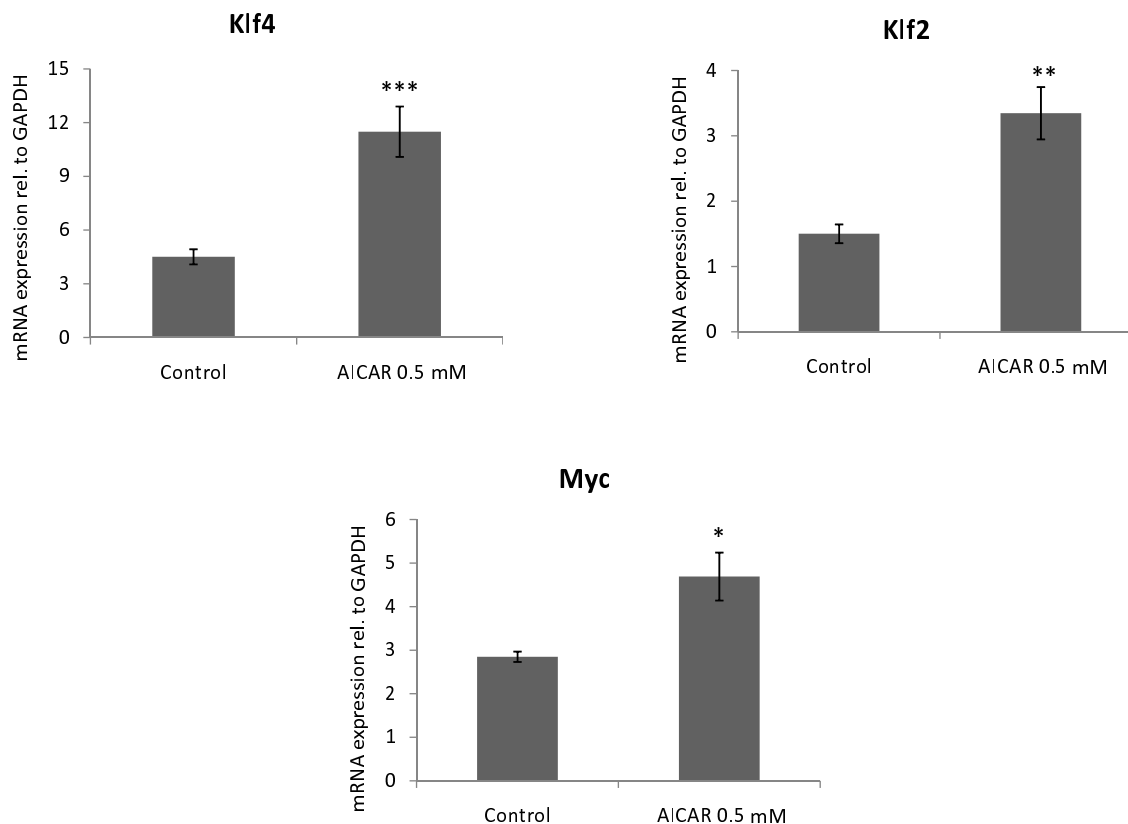 Klf4
mRNA expression rel. to GAPDH
15
12
9
6
3
0
***
Control
AICAR 0.5 mM
Klf2
mRNA expression rel. to GAPDH
4
3
2
1
0
**
Control
AICAR 0.5 mM
Myc
mRNA expression rel. to GAPDH
6
5
4
3
2
1
0
*
Control
AICAR 0.5 mM